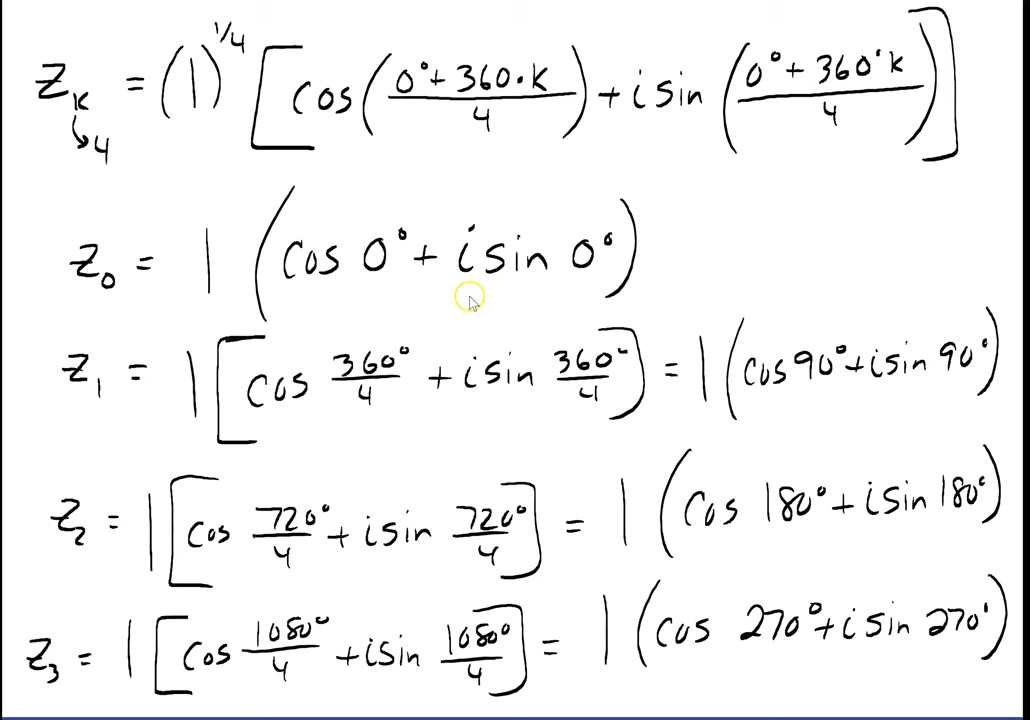 Z_k = (1)^{1/4} [cos((0° + 360·k)/4) + i sin((0° + 360°k)/4)]
↳4
Z_0 = 1 (cos 0° + i sin 0°)
Z_1 = 1 [cos 360°/4 + i sin 360°/4] = 1 (cos 90° + i sin 90°)
Z_2 = 1 [cos 720°/4 + i sin 720°/4] = 1 (cos 180° + i sin 180°)
Z_3 = 1 [cos 1080°/4 + i sin 1080°/4] = 1 (cos 270° + i sin 270°)